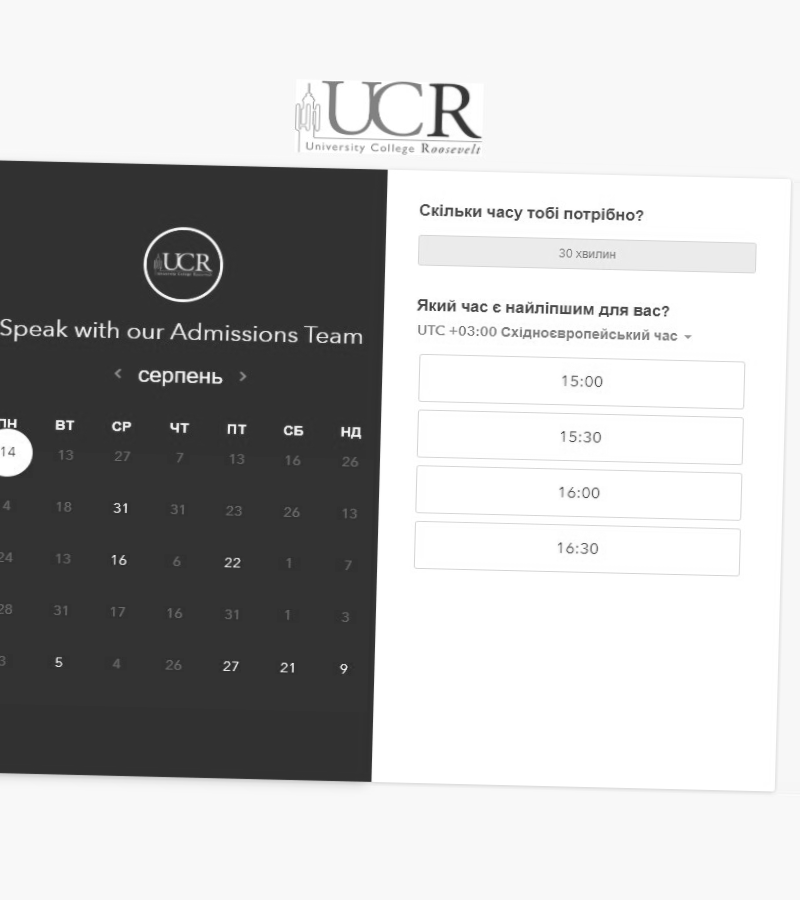 UCR
University College Roosevelt
UCR
Speak with our Admissions Team
серпень
ПН ВТ СР ЧТ ПТ СБ НД
14 13 27 7 13 16 26
4 18 31 31 23 26 13
24 13 16 6 22 1 7
28 31 17 16 31 1 3
3 5 4 26 27 21 9
Скільки часу тобі потрібно?
30 хвилин
Який час є найліпшим для вас?
UTC +03:00 Східноєвропейський час
15:00
15:30
16:00
16:30